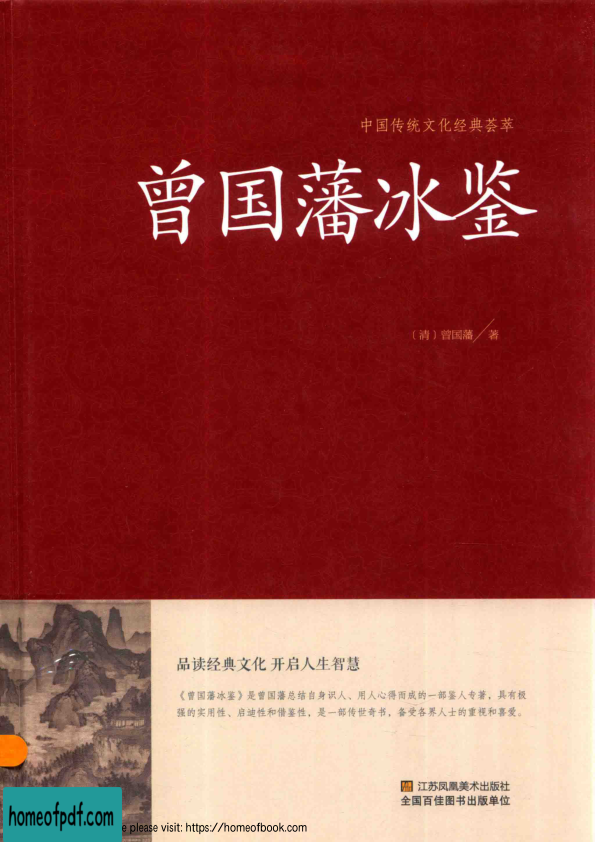 中国传统文化经典荟萃
曾国藩冰鉴
（清）曾国藩／著
品读经典文化 开启人生智慧
《曾国藩冰鉴》是曾国藩总结自身识人、用人心得而成的一部鉴人专著，具有极
强的实用性、启迪性和借鉴性，是一部传世奇书，备受各界人士的重视和喜爱。
江苏凤凰美术出版社
全国百佳图书出版单位
homeofpdf.com
e please visit: https://homeofbook.com